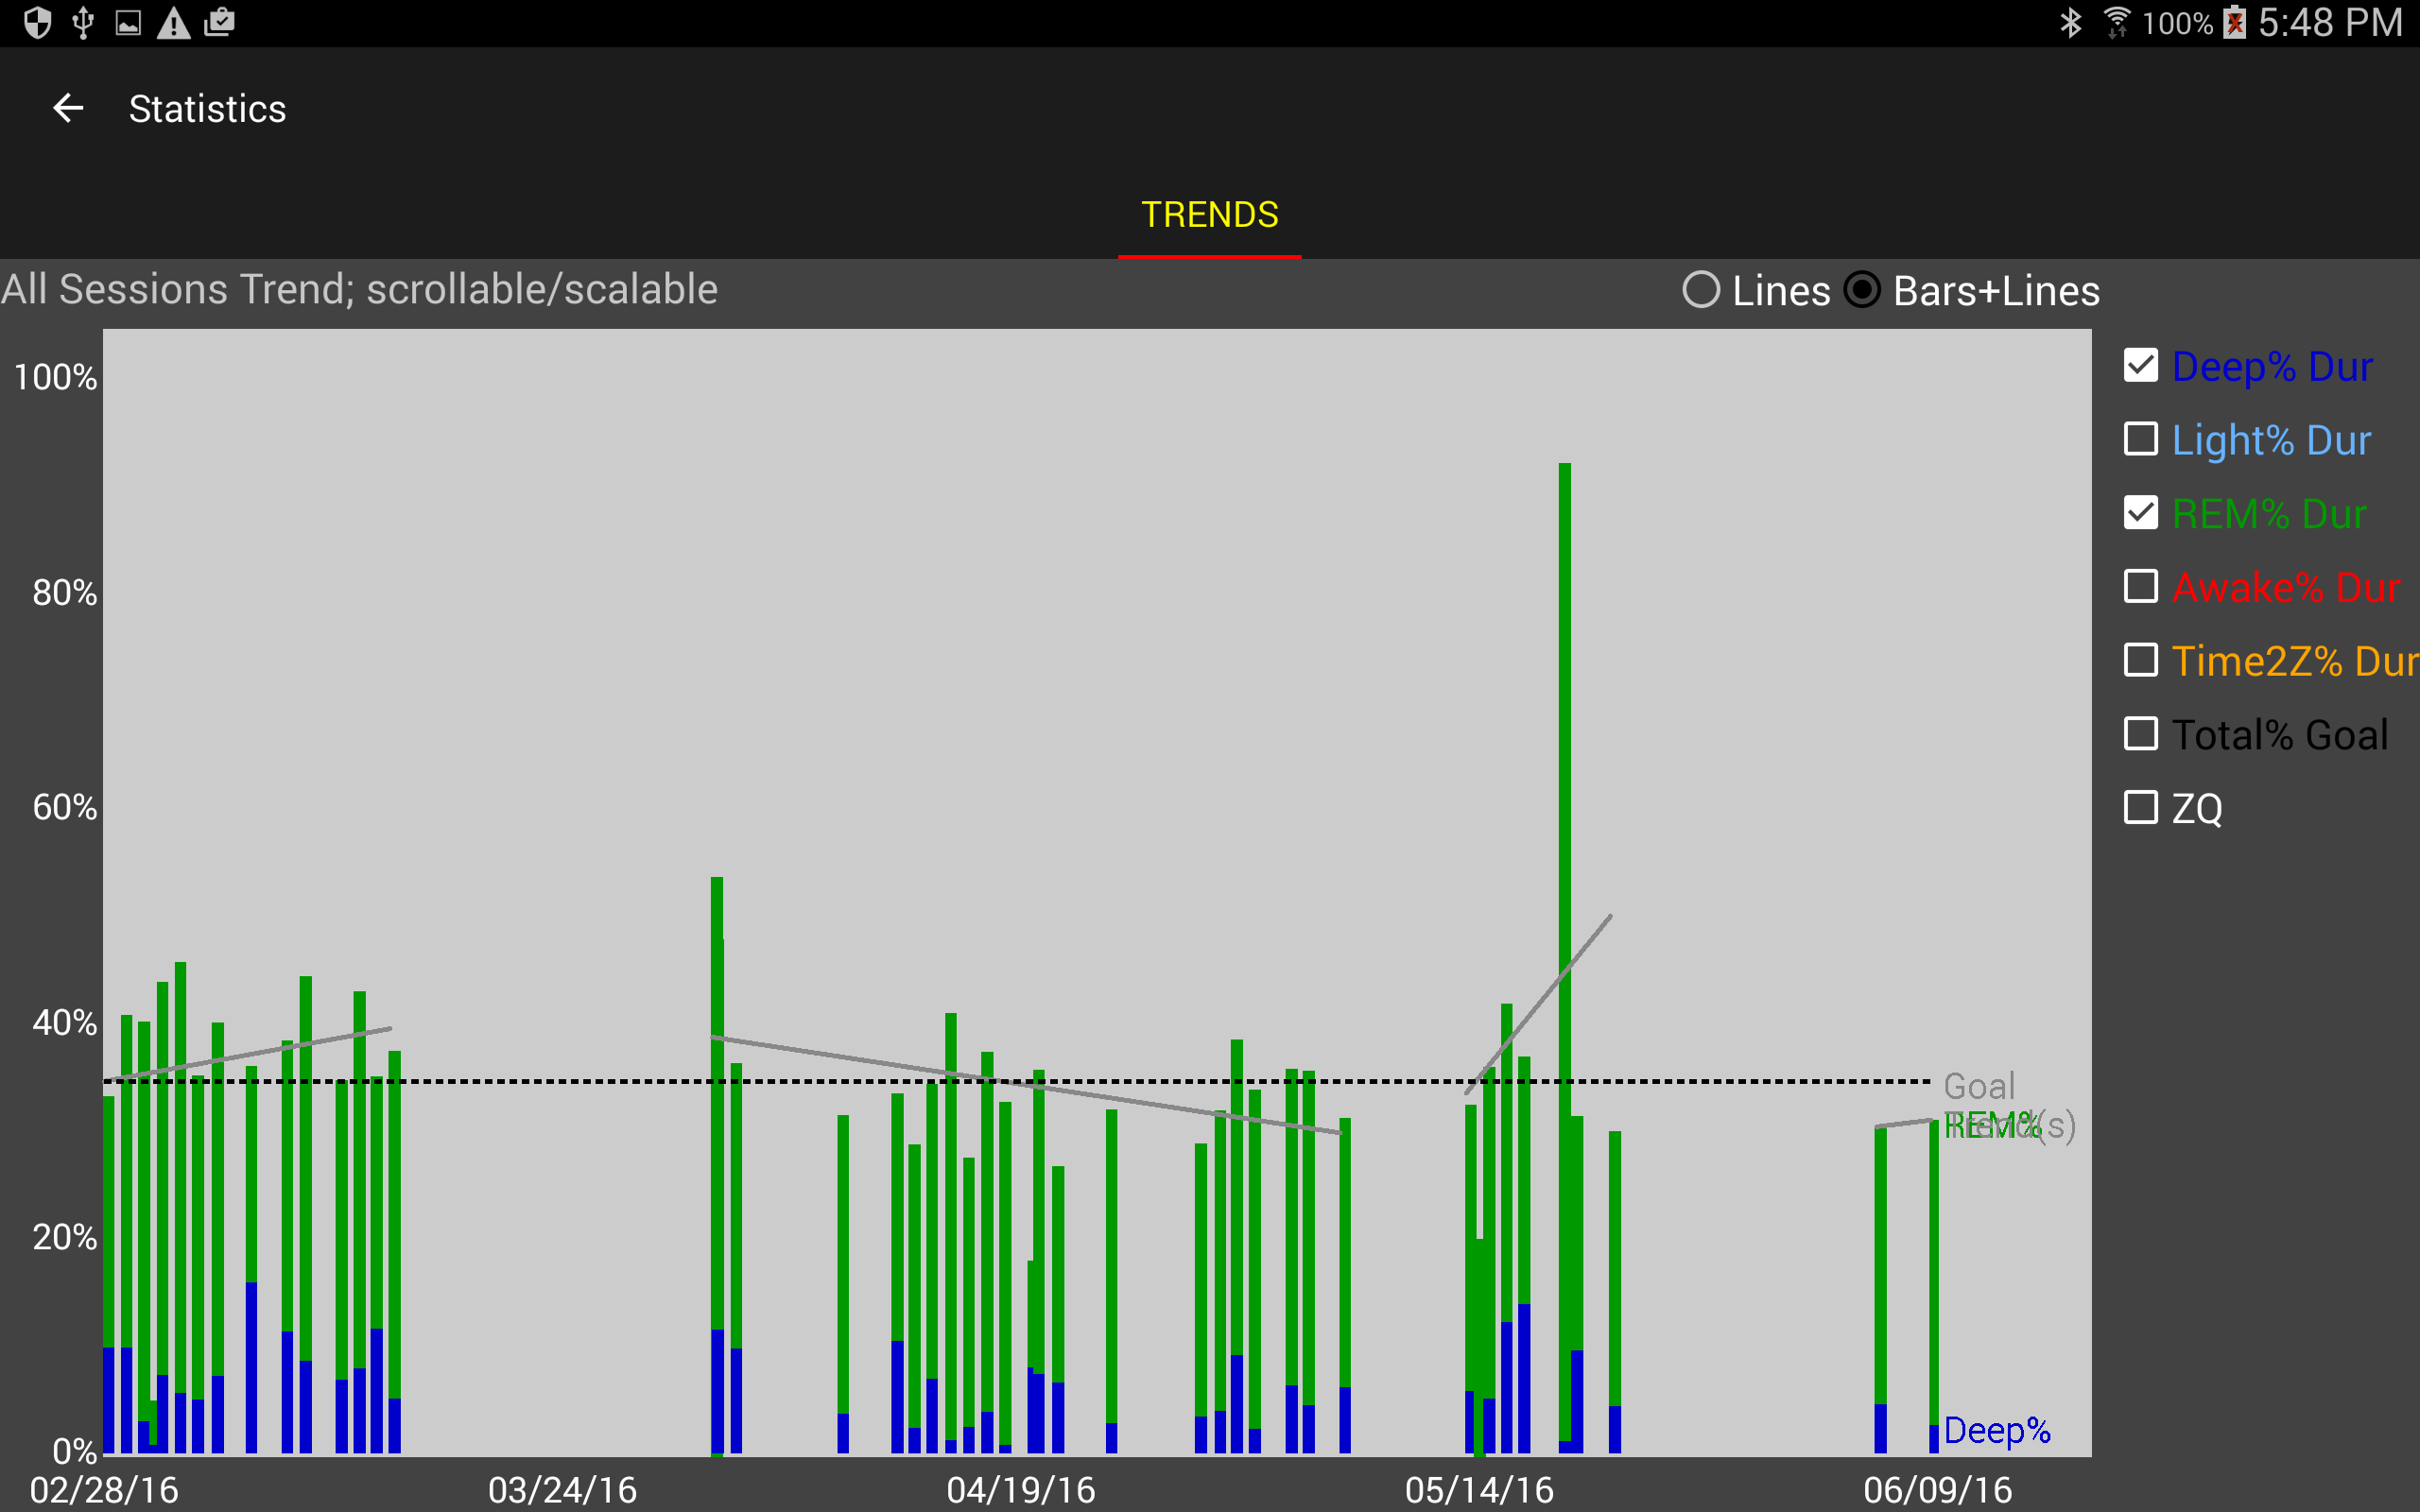 100% 5:48 PM
Statistics
TRENDS
All Sessions Trend; scrollable/scalable
Lines Bars+Lines
100%
80%
60%
40%
20%
0%
Deep% Dur
Light% Dur
REM% Dur
Awake% Dur
Time2Z% Dur
Total% Goal
ZQ
Goal
Trend(s)
REM%
Deep%
02/28/16 03/24/16 04/19/16 05/14/16 06/09/16